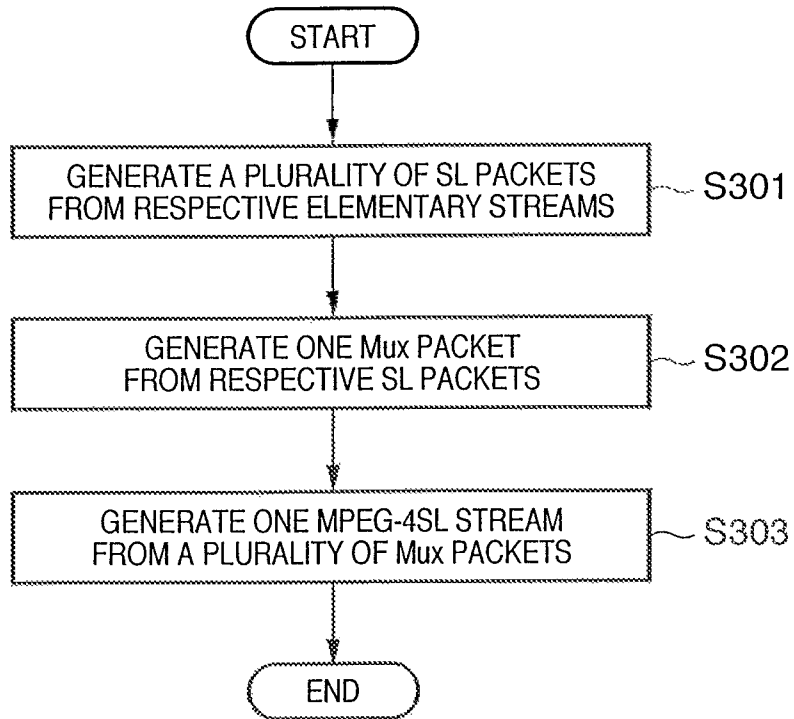 START
GENERATE A PLURALITY OF SL PACKETS
FROM RESPECTIVE ELEMENTARY STREAMS
S301
GENERATE ONE Mux PACKET
FROM RESPECTIVE SL PACKETS
S302
GENERATE ONE MPEG-4SL STREAM
FROM A PLURALITY OF Mux PACKETS
S303
END